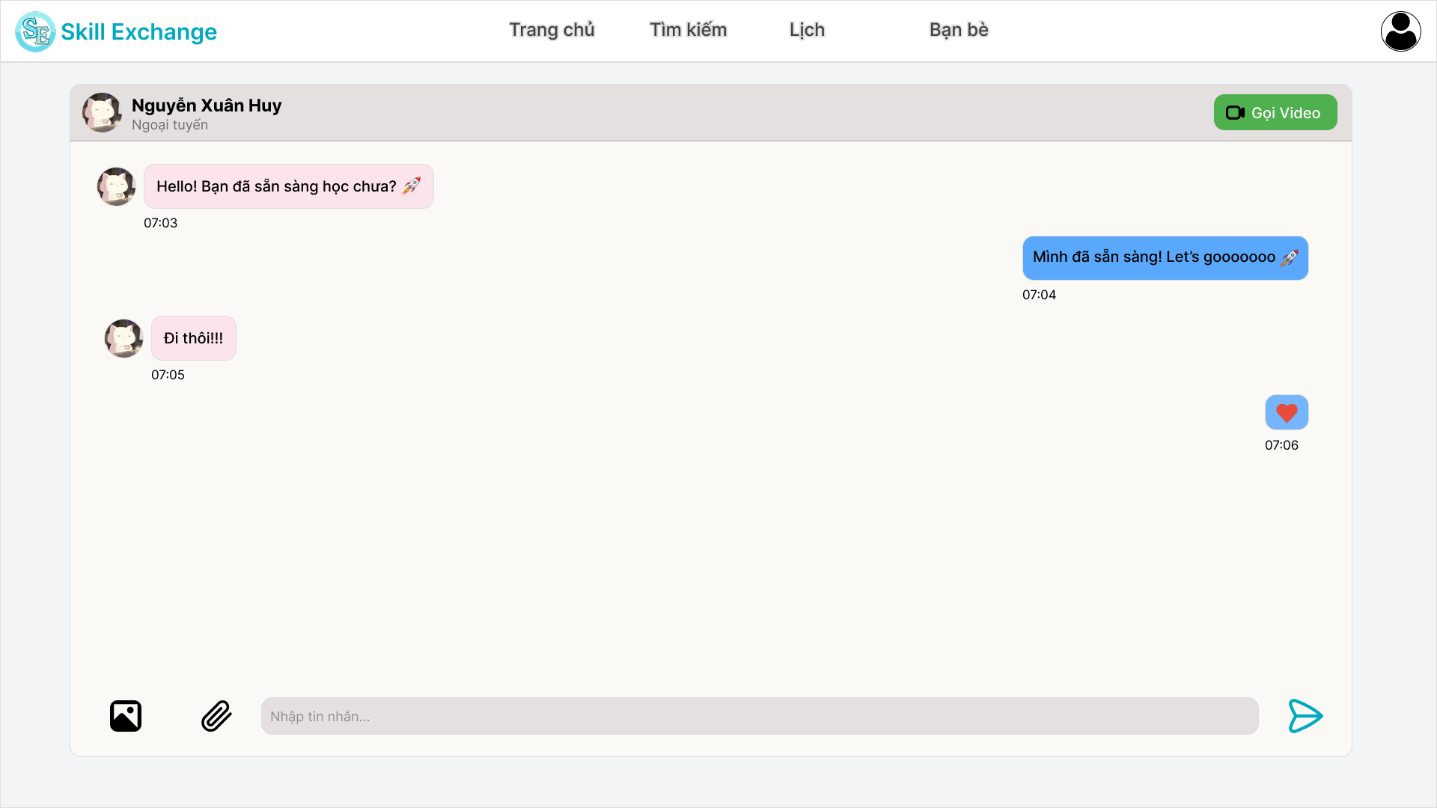 SE Skill Exchange
Trang chủ
Tìm kiếm
Lịch
Bạn bè
Nguyễn Xuân Huy
Ngoại tuyến
Gọi Video
Hello! Bạn đã sẵn sàng học chưa? 🚀
07:03
Mình đã sẵn sàng! Let’s gooooooo 🚀
07:04
Đi thôi!!!
07:05
❤️
07:06
Nhập tin nhắn...